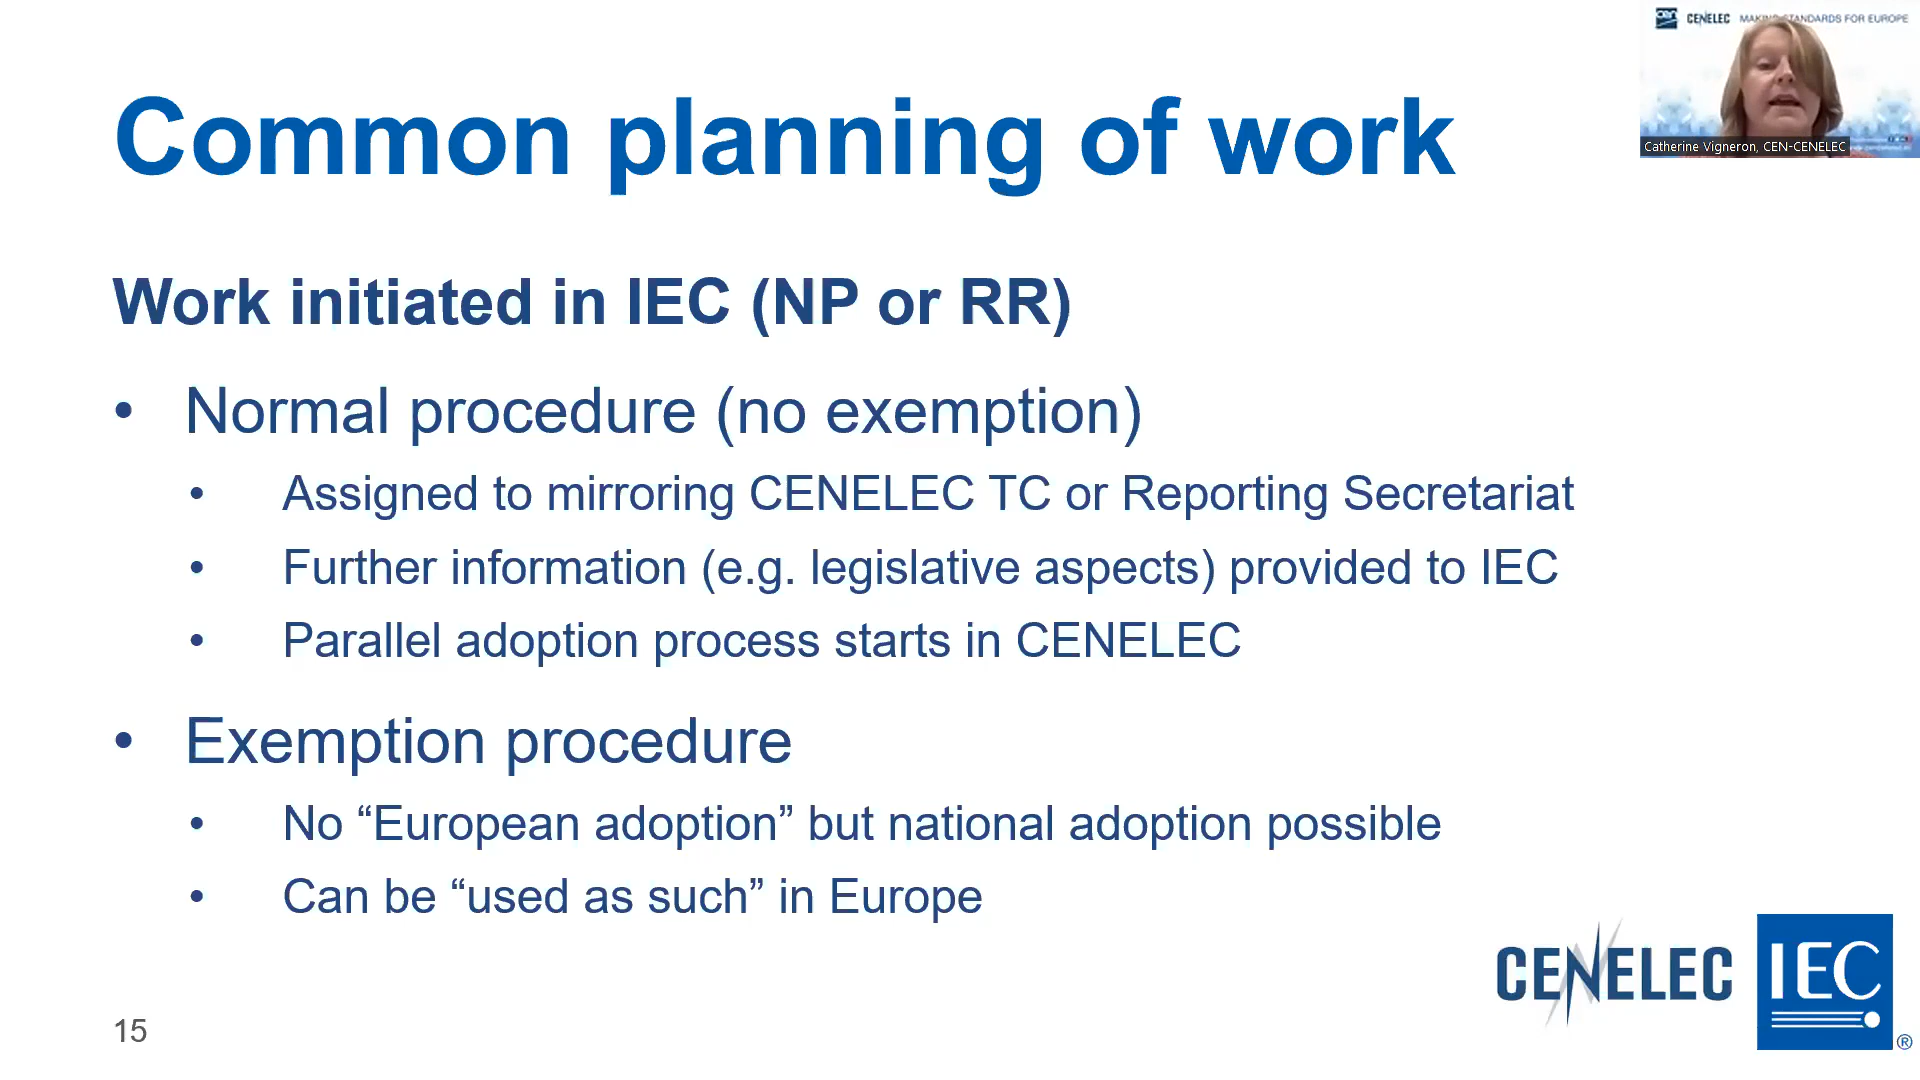 Common planning of work
Work initiated in IEC (NP or RR)
• Normal procedure (no exemption)
• Assigned to mirroring CENELEC TC or Reporting Secretariat
• Further information (e.g. legislative aspects) provided to IEC
• Parallel adoption process starts in CENELEC
• Exemption procedure
• No “European adoption” but national adoption possible
• Can be “used as such” in Europe
15
CENELEC
IEC
®
cen CENELEC MAKING STANDARDS FOR EUROPE
Catherine Vigneron, CEN-CENELEC